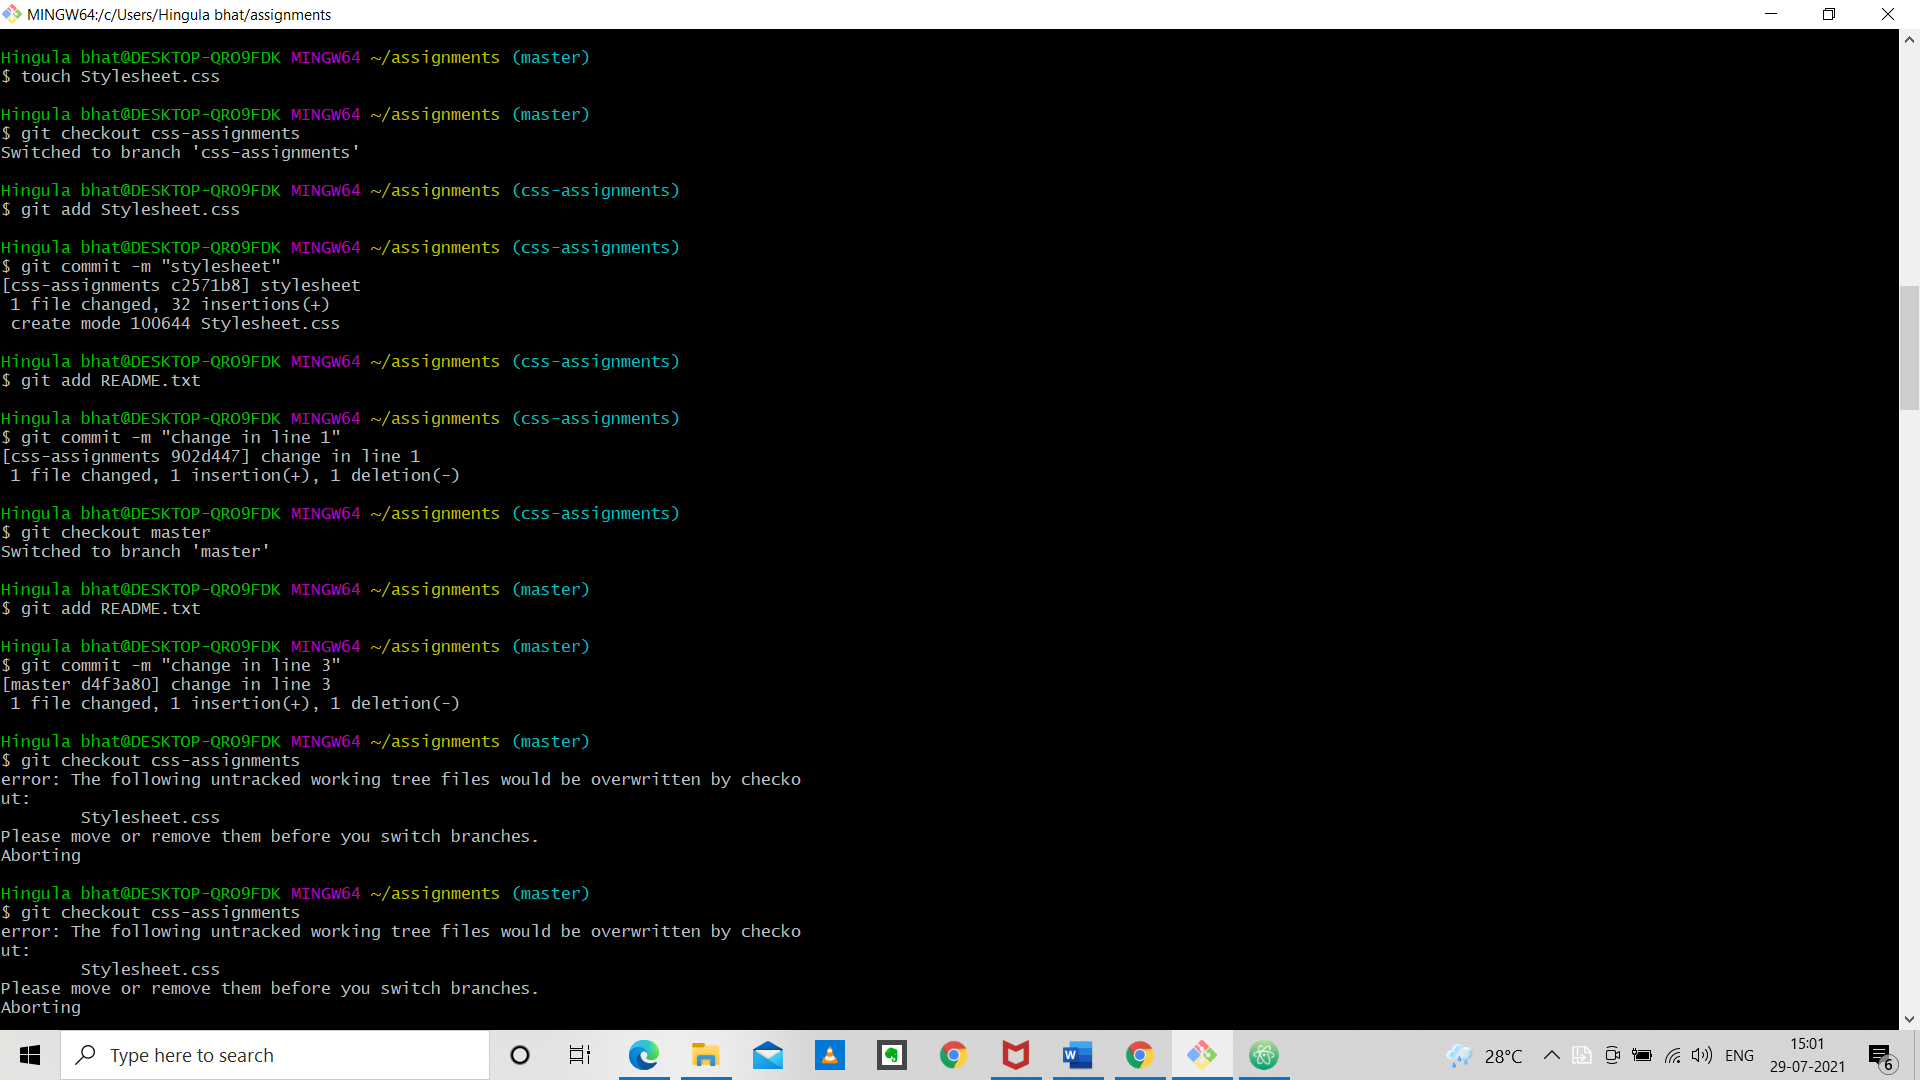 MINGW64:/c/Users/Hingula bhat/assignments
Hingula bhat@DESKTOP-QRO9FDK MINGW64 ~/assignments (master)
$ touch Stylesheet.css
Hingula bhat@DESKTOP-QRO9FDK MINGW64 ~/assignments (master)
$ git checkout css-assignments
Switched to branch 'css-assignments'
Hingula bhat@DESKTOP-QRO9FDK MINGW64 ~/assignments (css-assignments)
$ git add Stylesheet.css
Hingula bhat@DESKTOP-QRO9FDK MINGW64 ~/assignments (css-assignments)
$ git commit -m "stylesheet"
[css-assignments c2571b8] stylesheet
1 file changed, 32 insertions(+)
create mode 100644 Stylesheet.css
Hingula bhat@DESKTOP-QRO9FDK MINGW64 ~/assignments (css-assignments)
$ git add README.txt
Hingula bhat@DESKTOP-QRO9FDK MINGW64 ~/assignments (css-assignments)
$ git commit -m "change in line 1"
[css-assignments 902d447] change in line 1
1 file changed, 1 insertion(+), 1 deletion(-)
Hingula bhat@DESKTOP-QRO9FDK MINGW64 ~/assignments (css-assignments)
$ git checkout master
Switched to branch 'master'
Hingula bhat@DESKTOP-QRO9FDK MINGW64 ~/assignments (master)
$ git add README.txt
Hingula bhat@DESKTOP-QRO9FDK MINGW64 ~/assignments (master)
$ git commit -m "change in line 3"
[master d4f3a80] change in line 3
1 file changed, 1 insertion(+), 1 deletion(-)
Hingula bhat@DESKTOP-QRO9FDK MINGW64 ~/assignments (master)
$ git checkout css-assignments
error: The following untracked working tree files would be overwritten by checko
ut:
Stylesheet.css
Please move or remove them before you switch branches.
Aborting
Hingula bhat@DESKTOP-QRO9FDK MINGW64 ~/assignments (master)
$ git checkout css-assignments
error: The following untracked working tree files would be overwritten by checko
ut:
Stylesheet.css
Please move or remove them before you switch branches.
Aborting
Type here to search
W
28°C
ENG
15:01
29-07-2021
6